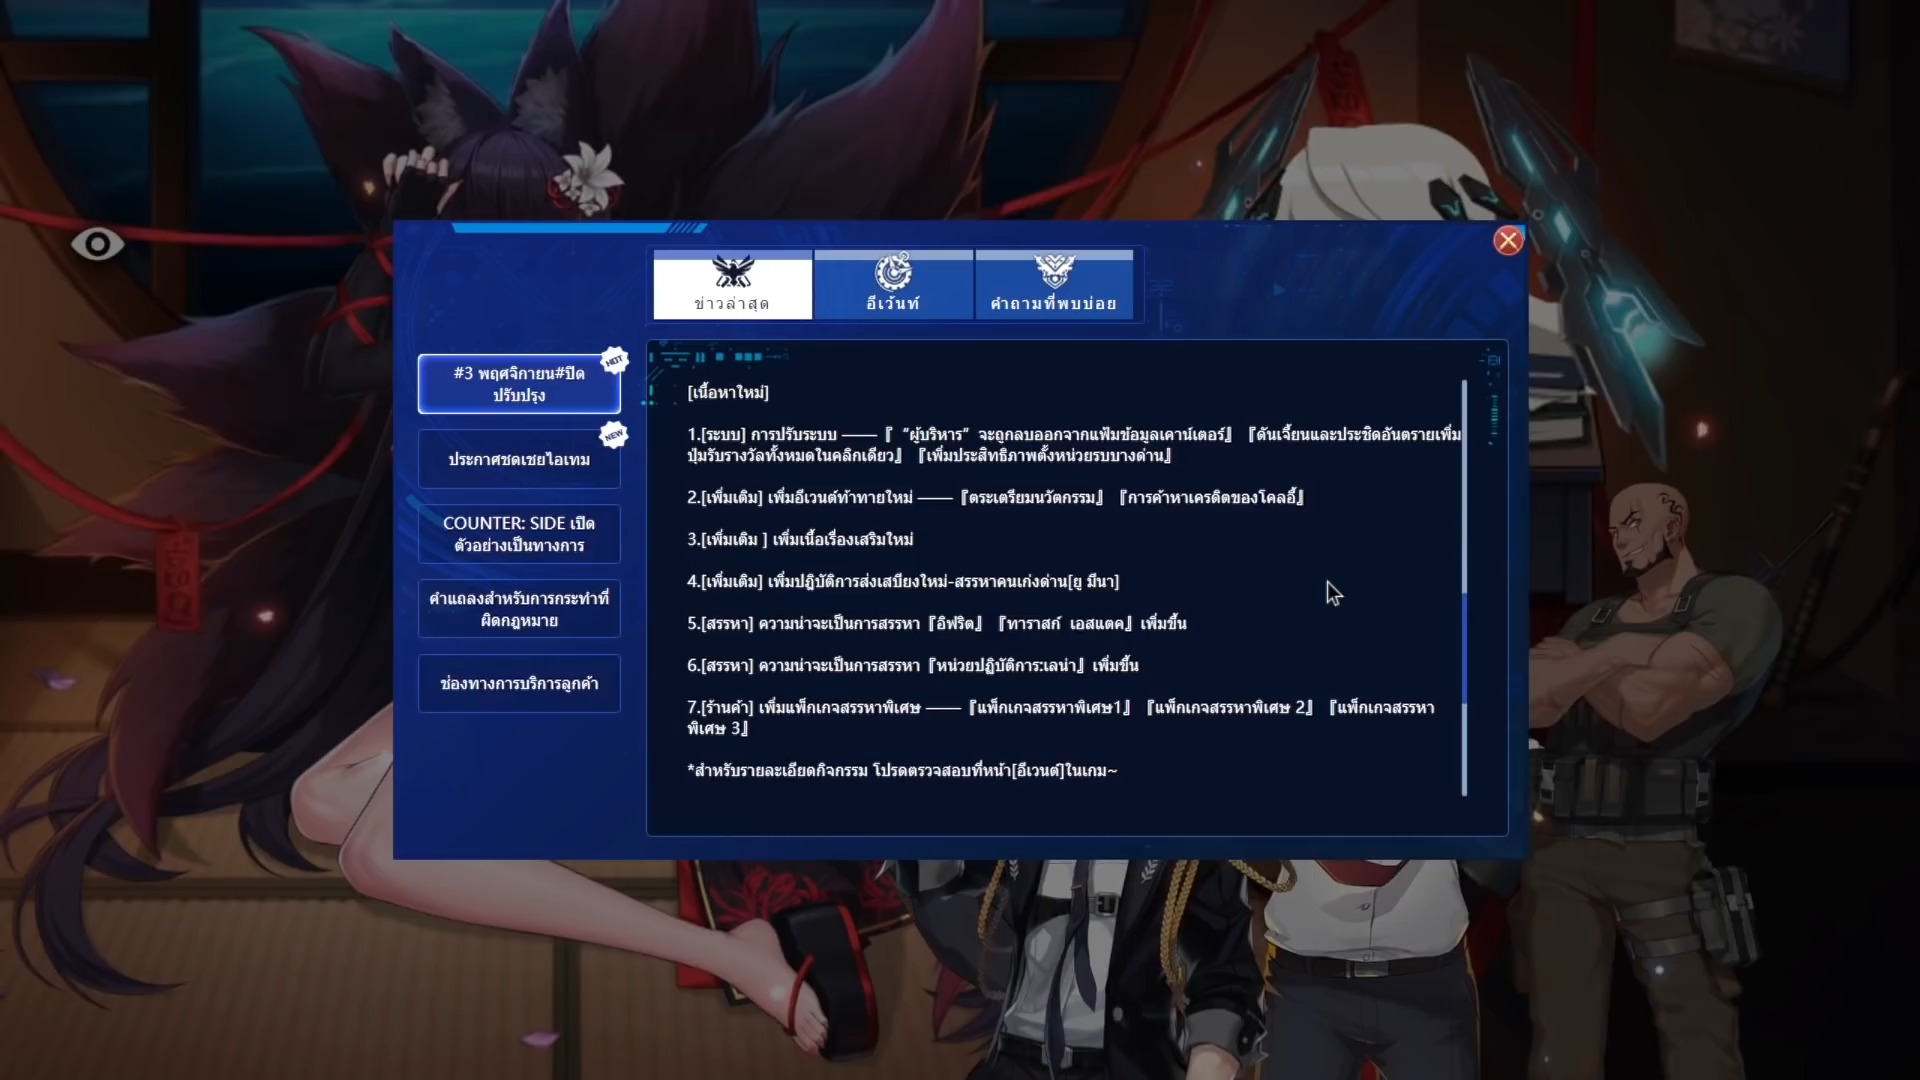 ข่าวล่าสุด
อีเว้นท์
คำถามที่พบบ่อย
HOT
#3 พฤศจิกายน#ปิด
ปรับปรุง
NEW
ประกาศชดเชยไอเทม
COUNTER: SIDE เปิด
ตัวอย่างเป็นทางการ
คำแถลงสำหรับการกระทำที่
ผิดกฎหมาย
ช่องทางการบริการลูกค้า
[เนื้อหาใหม่]
1.[ระบบ] การปรับระบบ ——『 “ผู้บริหาร” จะถูกลบออกจากแฟ้มข้อมูลเคาน์เตอร์』『ดันเจี้ยนและประชิดอันตรายเพิ่ม
ปุ่มรับรางวัลทั้งหมดในคลิกเดียว』『เพิ่มประสิทธิภาพตั้งหน่วยรบบางด่าน』
2.[เพิ่มเติม] เพิ่มอีเวนต์ท้าทายใหม่ ——『ตระเตรียมนวัตกรรม』『การค้าหาเครดิตของโคลอี้』
3.[เพิ่มเติม ] เพิ่มเนื้อเรื่องเสริมใหม่
4.[เพิ่มเติม] เพิ่มปฏิบัติการส่งเสบียงใหม่-สรรหาคนเก่งด่าน[ยู มีนา]
5.[สรรหา] ความน่าจะเป็นการสรรหา『อิฟริต』『ทาราสก์ เอสแตค』เพิ่มขึ้น
6.[สรรหา] ความน่าจะเป็นการสรรหา『หน่วยปฏิบัติการ:เลน่า』เพิ่มขึ้น
7.[ร้านค้า] เพิ่มแพ็กเกจสรรหาพิเศษ ——『แพ็กเกจสรรหาพิเศษ1』『แพ็กเกจสรรหาพิเศษ 2』『แพ็กเกจสรรหา
พิเศษ 3』
*สำหรับรายละเอียดกิจกรรม โปรดตรวจสอบที่หน้า[อีเวนต์]ในเกม~